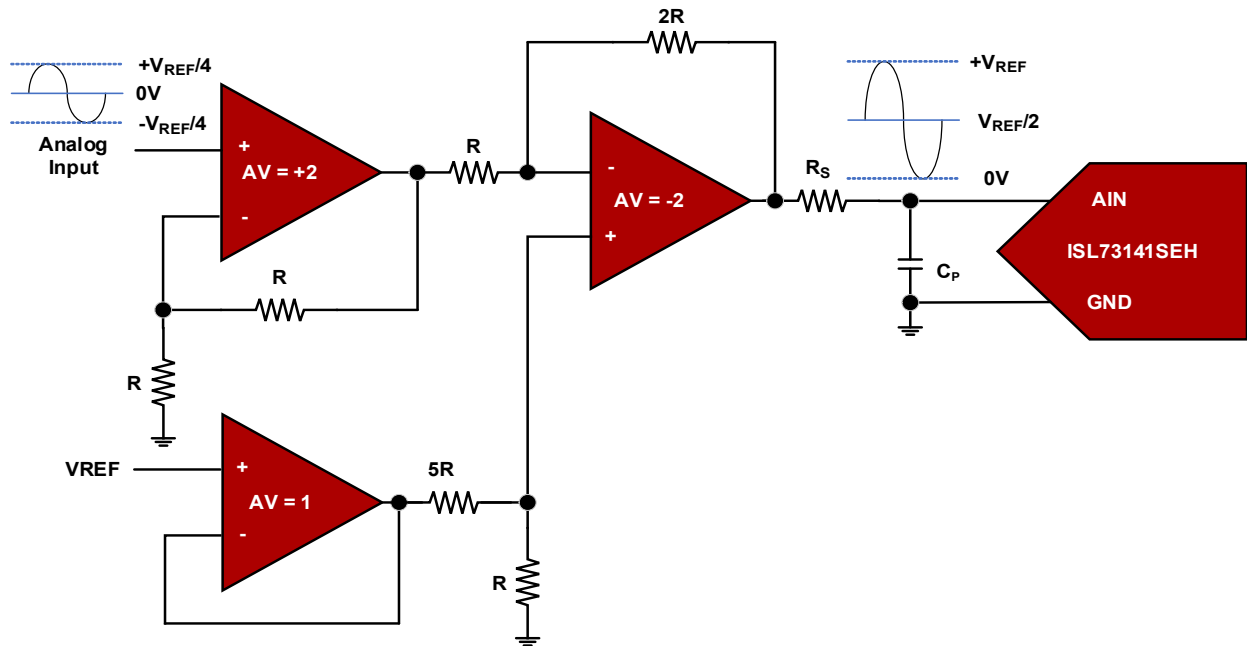 2R
+VREF/4
0V
-VREF/4
Analog
Input
+
AV = +2
-
R
-
AV = -2
+
RS
+VREF
VREF/2
0V
AIN
ISL73141SEH
GND
CP
R
R
VREF
+
AV = 1
-
5R
R